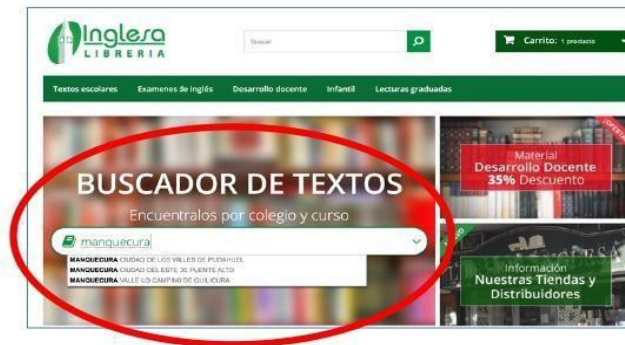 Inglesa
LIBRERIA
Buscar
Carrito: 1 producto
Textos escolares Examenes de inglés Desarrollo docente Infantil Lecturas graduadas
BUSCADOR DE TEXTOS
Encuentralos por colegio y curso
manquecura
MANQUECURA CIUDAD DE LOS VALLES DE PUDAHUEL
MANQUECURA CIUDAD DEL ESTE DE PUENTE ALTO
MANQUECURA VALLE LO CAMPINO DE QUILICURA
¡OFERTA
Material
Desarrollo Docente
35% Descuento
Información
Nuestras Tiendas y
Distribuidores